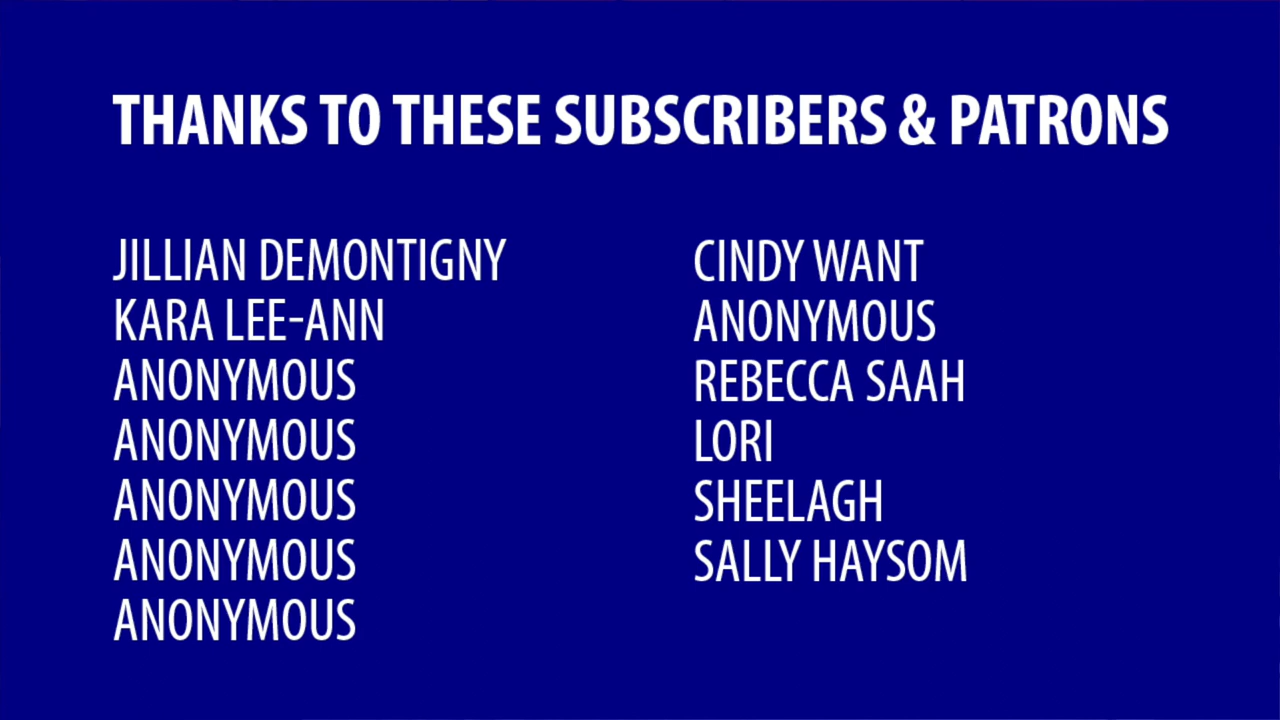 THANKS TO THESE SUBSCRIBERS & PATRONS
JILLIAN DEMONTIGNY
KARA LEE-ANN
ANONYMOUS
ANONYMOUS
ANONYMOUS
ANONYMOUS
ANONYMOUS
CINDY WANT
ANONYMOUS
REBECCA SAAH
LORI
SHEELAGH
SALLY HAYSOM